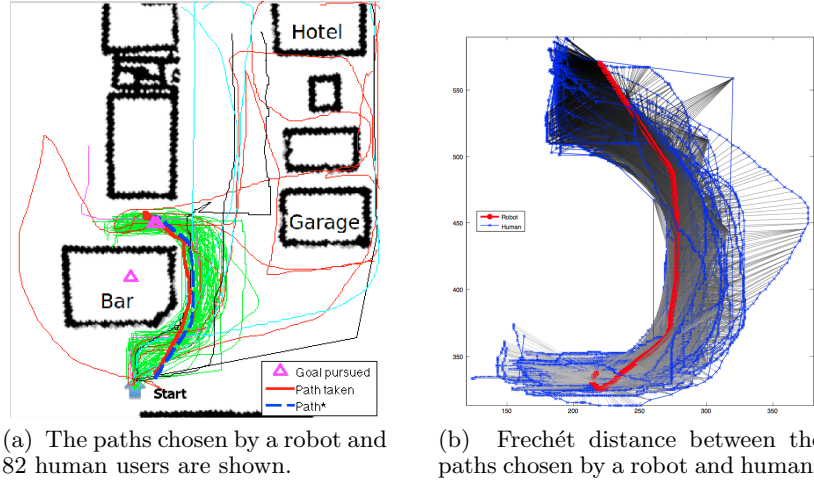 Hotel
Garage
Bar
Start
Goal pursued
Path taken
Path*
(a) The paths chosen by a robot and
82 human users are shown.
550
500
450
400
350
150
200
250
300
350
Robot
Human
(b) Frechét distance between the
paths chosen by a robot and human